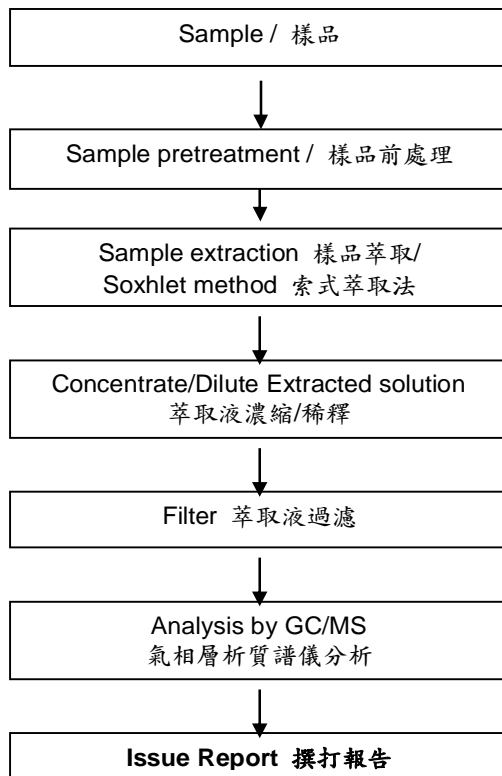 Sample / 樣品
Sample pretreatment / 樣品前處理
Sample extraction 樣品萃取/
Soxhlet method 索式萃取法
Concentrate/Dilute Extracted solution
萃取液濃縮/稀釋
Filter 萃取液過濾
Analysis by GC/MS
氣相層析質譜儀分析
Issue Report 撰打報告